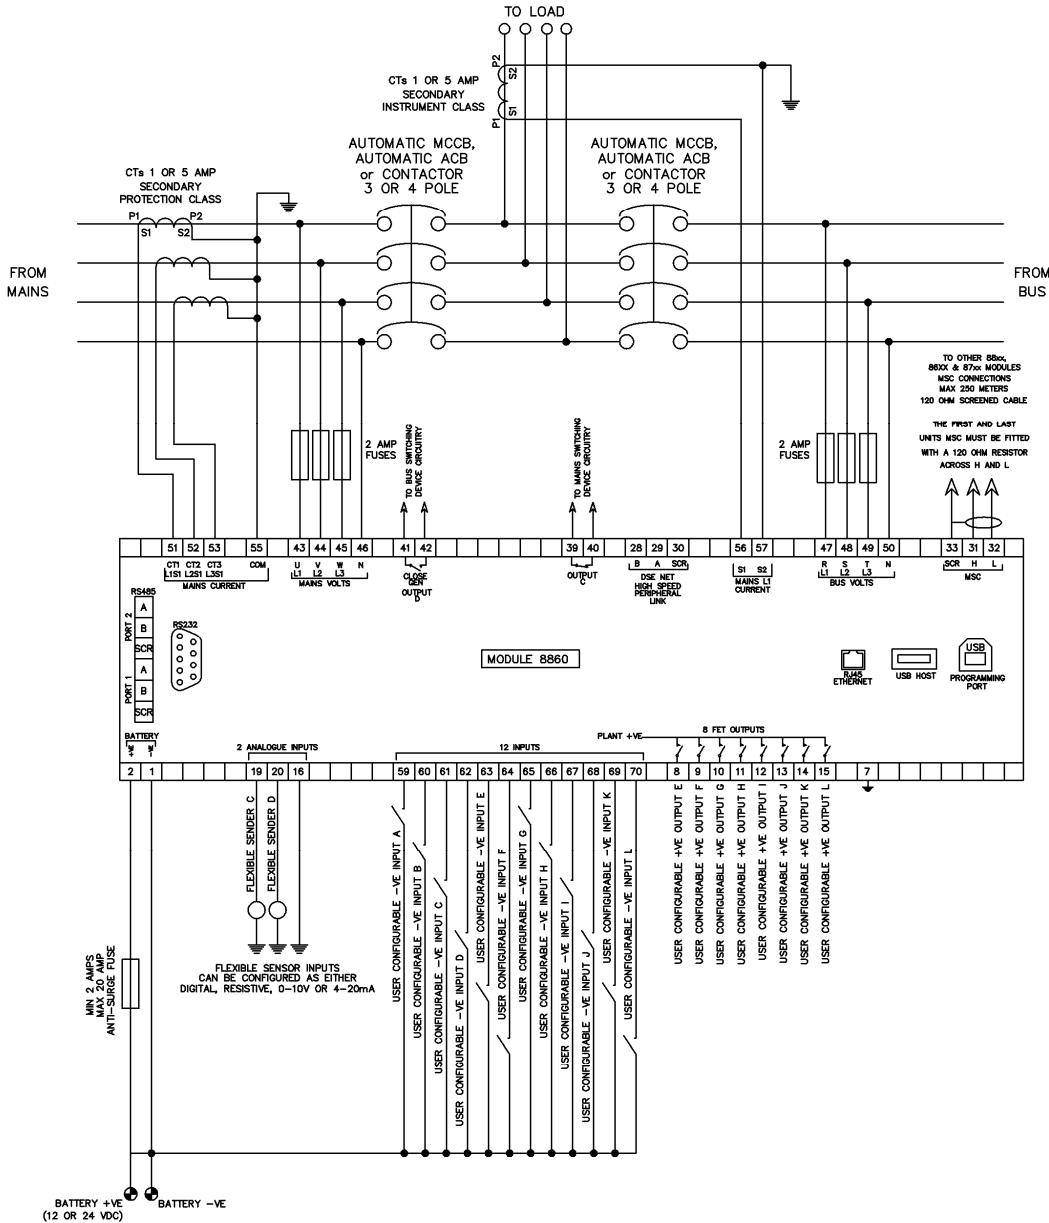 TO LOAD
P2
S2
CTs 1 OR 5 AMP
SECONDARY
INSTRUMENT CLASS
S1
P1
AUTOMATIC MCCB,
AUTOMATIC ACB
or CONTACTOR
3 OR 4 POLE
AUTOMATIC MCCB,
AUTOMATIC ACB
or CONTACTOR
3 OR 4 POLE
CTs 1 OR 5 AMP
SECONDARY
PROTECTION CLASS
P1 P2
S1 S2
FROM
MAINS
FROM
BUS
TO OTHER 88xx,
86XX & 87xx MODULES
MSC CONNECTIONS
MAX 250 METERS
120 OHM SCREENED CABLE
THE FIRST AND LAST
UNITS MSC MUST BE FITTED
WITH A 120 OHM RESISTOR
ACROSS H AND L
2 AMP
FUSES
TO BUS SWITCHING
DEVICE CIRCUITRY
TO MAINS SWITCHING
DEVICE CIRCUITRY
2 AMP
FUSES
51 52 53 55 43 44 45 46 41 42 39 40 28 29 30 56 57 47 48 49 50 33 31 32
CT1 CT2 CT3 COM
L1S1 L2S1 L3S1
MAINS CURRENT
U V W N
L1 L2 L3
MAINS VOLTS
CLOSE
GEN
OUTPUT
D
OUTPUT
C
B A SCR
DSE NET
HIGH SPEED
PERIPHERAL
LINK
S1 S2
MAINS L1
CURRENT
R S T N
L1 L2 L3
BUS VOLTS
SCR H L
MSC
RS485
PORT 2
A
B
SCR
PORT 1
A
B
SCR
RS232
MODULE 8860
RJ45
ETHERNET
USB HOST
USB
PROGRAMMING
PORT
BATTERY
+VE
-VE
2 ANALOGUE INPUTS
12 INPUTS
PLANT +VE
8 FET OUTPUTS
2 1 19 20 16 59 60 61 62 63 64 65 66 67 68 69 70 8 9 10 11 12 13 14 15 7
FLEXIBLE SENDER C
FLEXIBLE SENDER D
USER CONFIGURABLE -VE INPUT A
USER CONFIGURABLE -VE INPUT B
USER CONFIGURABLE -VE INPUT C
USER CONFIGURABLE -VE INPUT D
USER CONFIGURABLE -VE INPUT E
USER CONFIGURABLE -VE INPUT F
USER CONFIGURABLE -VE INPUT G
USER CONFIGURABLE -VE INPUT H
USER CONFIGURABLE -VE INPUT I
USER CONFIGURABLE -VE INPUT J
USER CONFIGURABLE -VE INPUT K
USER CONFIGURABLE -VE INPUT L
USER CONFIGURABLE +VE OUTPUT E
USER CONFIGURABLE +VE OUTPUT F
USER CONFIGURABLE +VE OUTPUT G
USER CONFIGURABLE +VE OUTPUT H
USER CONFIGURABLE +VE OUTPUT I
USER CONFIGURABLE +VE OUTPUT J
USER CONFIGURABLE +VE OUTPUT K
USER CONFIGURABLE +VE OUTPUT L
FLEXIBLE SENSOR INPUTS
CAN BE CONFIGURED AS EITHER
DIGITAL, RESISTIVE, 0-10V OR 4-20mA
MIN 2 AMPS
MAX 20 AMP
ANTI-SURGE FUSE
BATTERY +VE
(12 OR 24 VDC)
BATTERY -VE